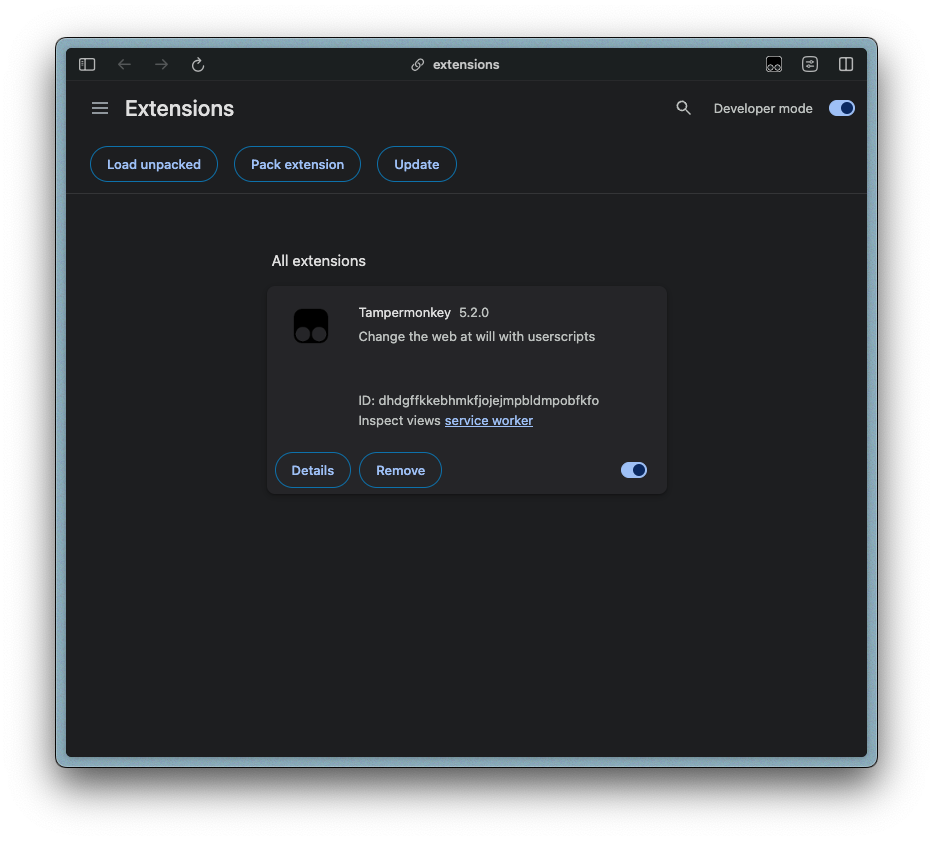 extensions
Extensions
Developer mode
Load unpacked
Pack extension
Update
All extensions
Tampermonkey 5.2.0
Change the web at will with userscripts
ID: dhdgffkkebhmkfjojejmpbldmpobfkfo
Inspect views service worker
Details
Remove